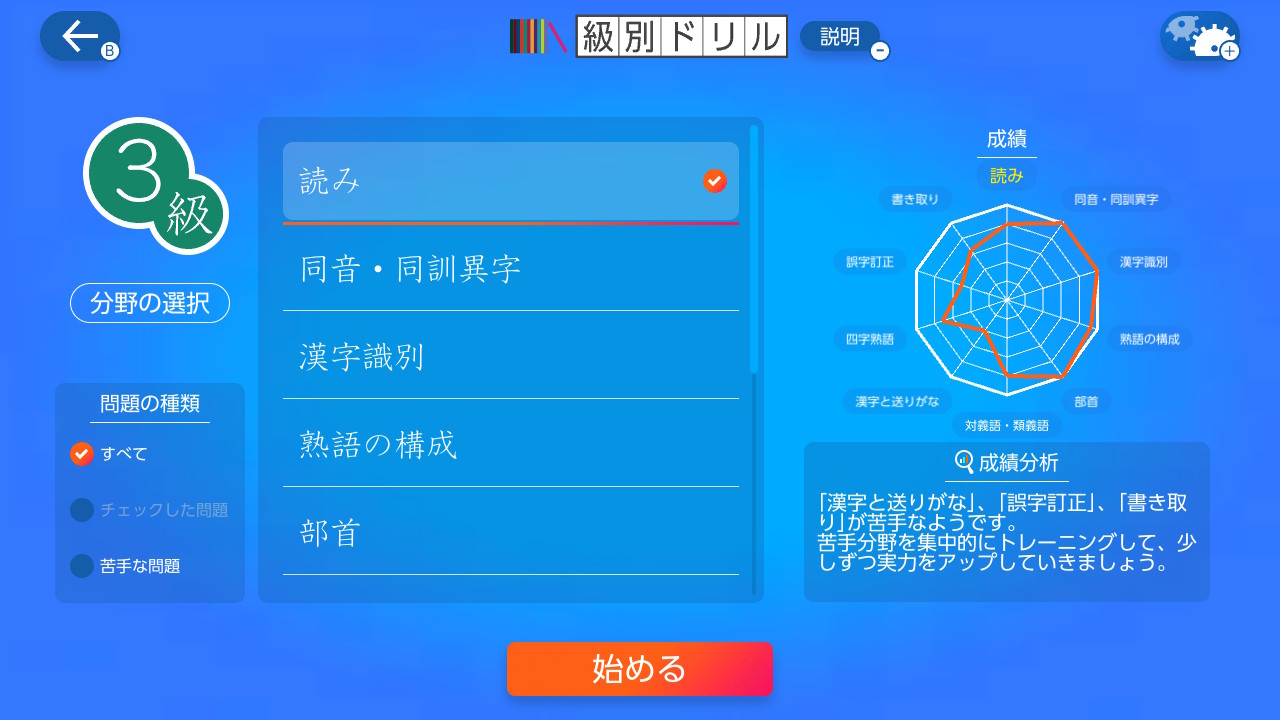 B
級別ドリル
説明
-
+
3級
分野の選択
問題の種類
すべて
チェックした問題
苦手な問題
読み
同音・同訓異字
漢字識別
熟語の構成
部首
成績
読み
書き取り
同音・同訓異字
誤字訂正
漢字識別
四字熟語
熟語の構成
漢字と送りがな
部首
対義語・類義語
成績分析
「漢字と送りがな」、「誤字訂正」、「書き取
り」が苦手なようです。
苦手分野を集中的にトレーニングして、少
しずつ実力をアップしていきましょう。
始める